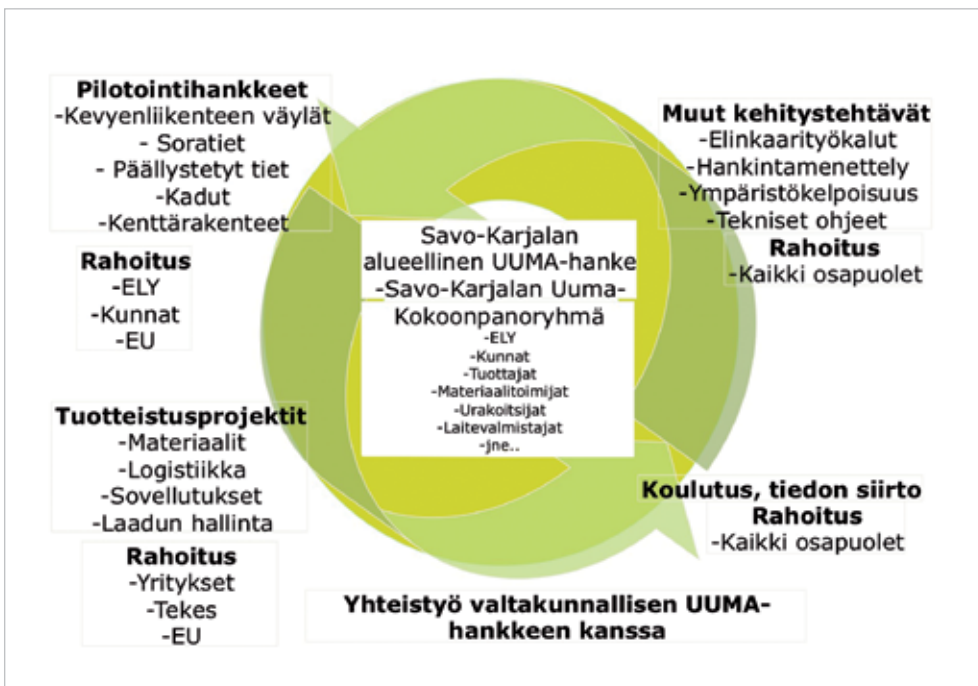 Pilotointihankkeet
-Kevyenliikenteen väylät
- Soratiet
- Päällystetyt tiet
-Kadut
-Kenttärakenteet
Rahoitus
-ELY
-Kunnat
-EU
Tuotteistusprojektit
-Materiaalit
-Logistiikka
-Sovellutukset
-Laadun hallinta
Rahoitus
-Yritykset
-Tekes
-EU
Savo-Karjalan
alueellinen UUMA-hanke
-Savo-Karjalan Uuma-
Kokoonpanoryhmä
-ELY
-Kunnat
-Tuottajat
-Materiaalitoimijat
-Urakoitsijat
-Laitevalmistajat
-jne..
Muut kehitystehtävät
-Elinkaarityökalut
-Hankintamenettely
-Ympäristökelpoisuus
-Tekniset ohjeet
Rahoitus
-Kaikki osapuolet
Koulutus, tiedon siirto
Rahoitus
-Kaikki osapuolet
Yhteistyö valtakunnallisen UUMA-
hankkeen kanssa